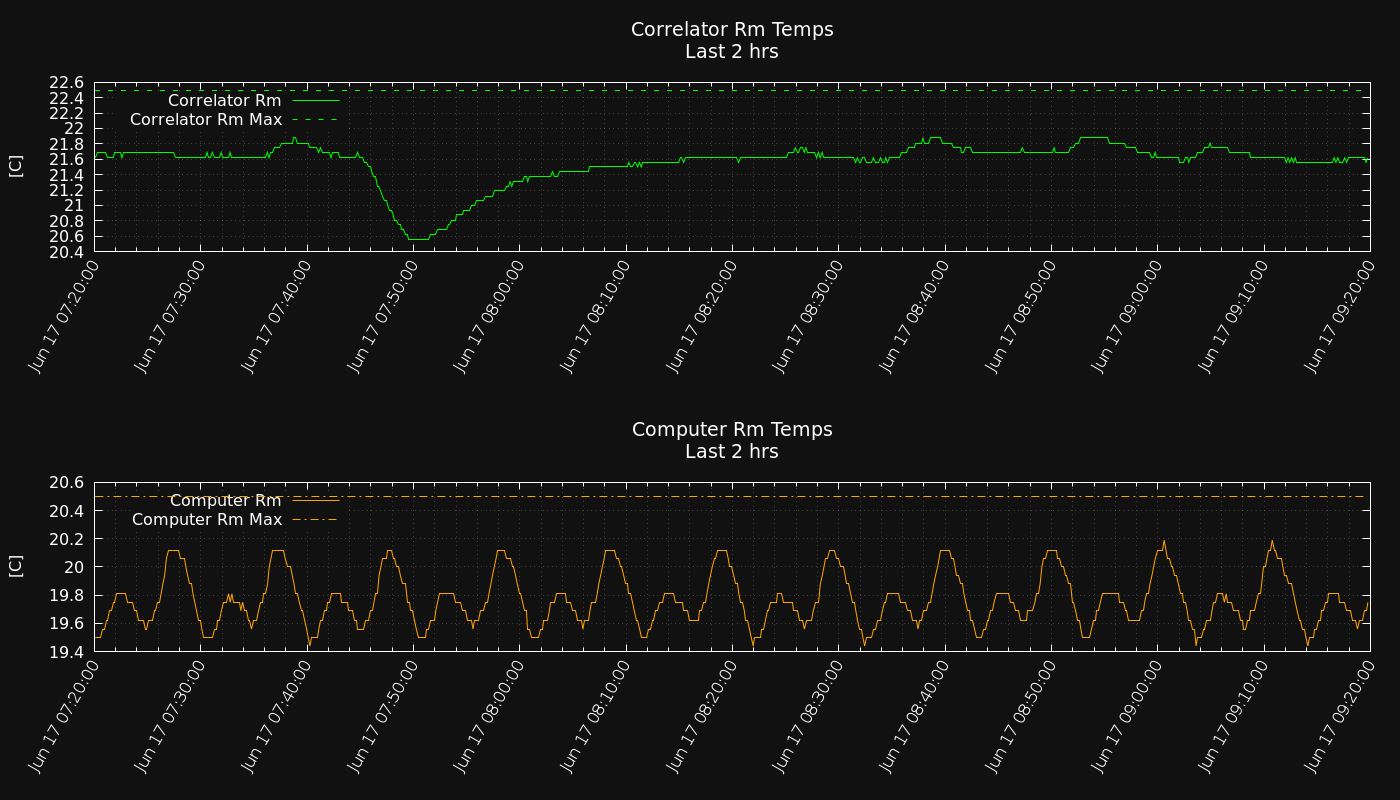 Correlator Rm Temps
Last 2 hrs
22.6
22.4
22.2
22
21.8
21.6
21.4
21.2
21
20.8
20.6
20.4
[C]
Correlator Rm
Correlator Rm Max
Jun 17 07:20:00
Jun 17 07:30:00
Jun 17 07:40:00
Jun 17 07:50:00
Jun 17 08:00:00
Jun 17 08:10:00
Jun 17 08:20:00
Jun 17 08:30:00
Jun 17 08:40:00
Jun 17 08:50:00
Jun 17 09:00:00
Jun 17 09:10:00
Jun 17 09:20:00
Computer Rm Temps
Last 2 hrs
20.6
20.4
20.2
20
19.8
19.6
19.4
[C]
Computer Rm
Computer Rm Max
Jun 17 07:20:00
Jun 17 07:30:00
Jun 17 07:40:00
Jun 17 07:50:00
Jun 17 08:00:00
Jun 17 08:10:00
Jun 17 08:20:00
Jun 17 08:30:00
Jun 17 08:40:00
Jun 17 08:50:00
Jun 17 09:00:00
Jun 17 09:10:00
Jun 17 09:20:00